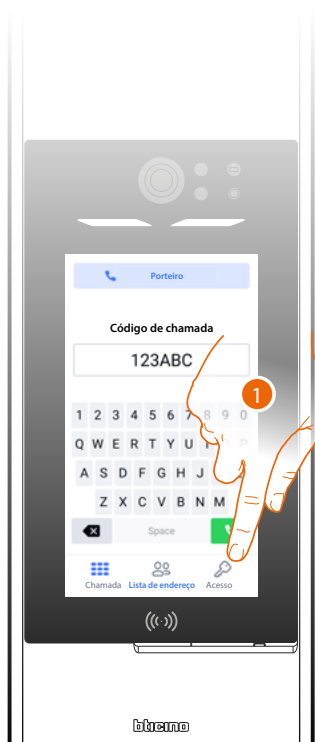 Porteiro
Código de chamada
123ABC
1 2 3 4 5 6 7 8 9 0
Q W E R T Y U
A S D F G H J
Z X C V B N M
Space
1
Chamada Lista de endereço Acesso
bticino